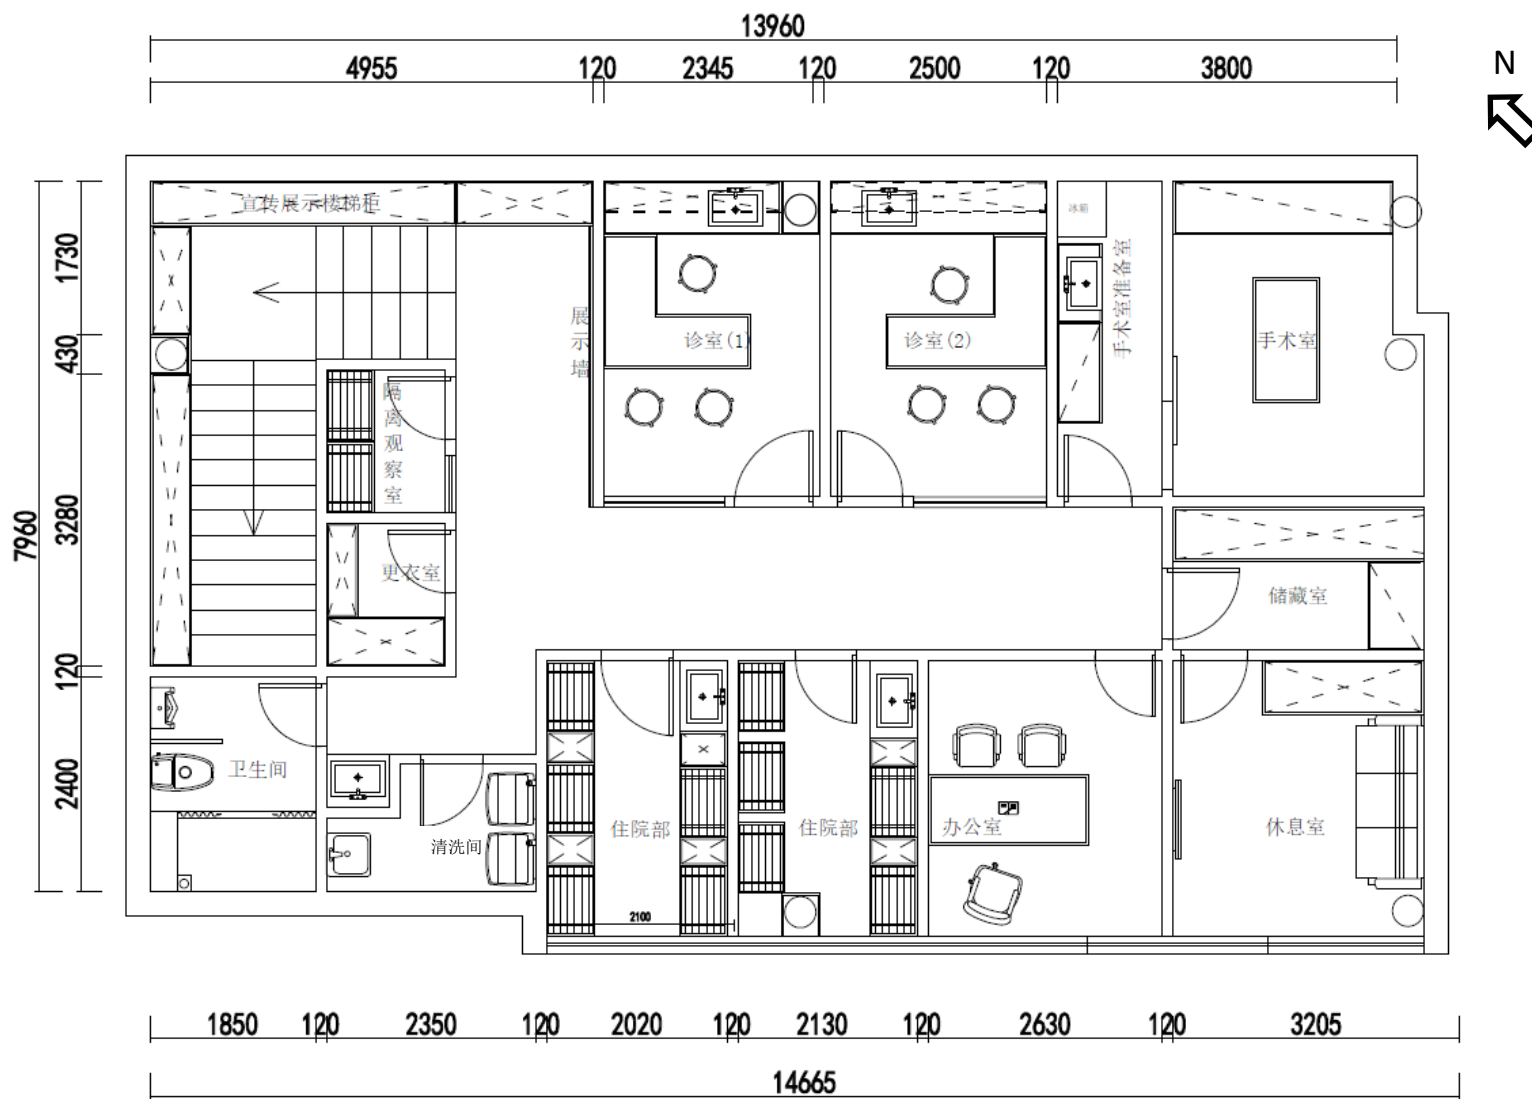 13960
N
4955
120
2345
120
2500
120
3800
宣传展示楼梯柜
冰箱
1730
430
3280
7960
120
2400
展示墙
诊室(1)
诊室(2)
手术室准备室
手术室
隔离观察室
更衣室
储藏室
卫生间
清洗间
住院部
住院部
办公室
休息室
2100
1850
120
2350
120
2020
120
2130
120
2630
120
3205
14665